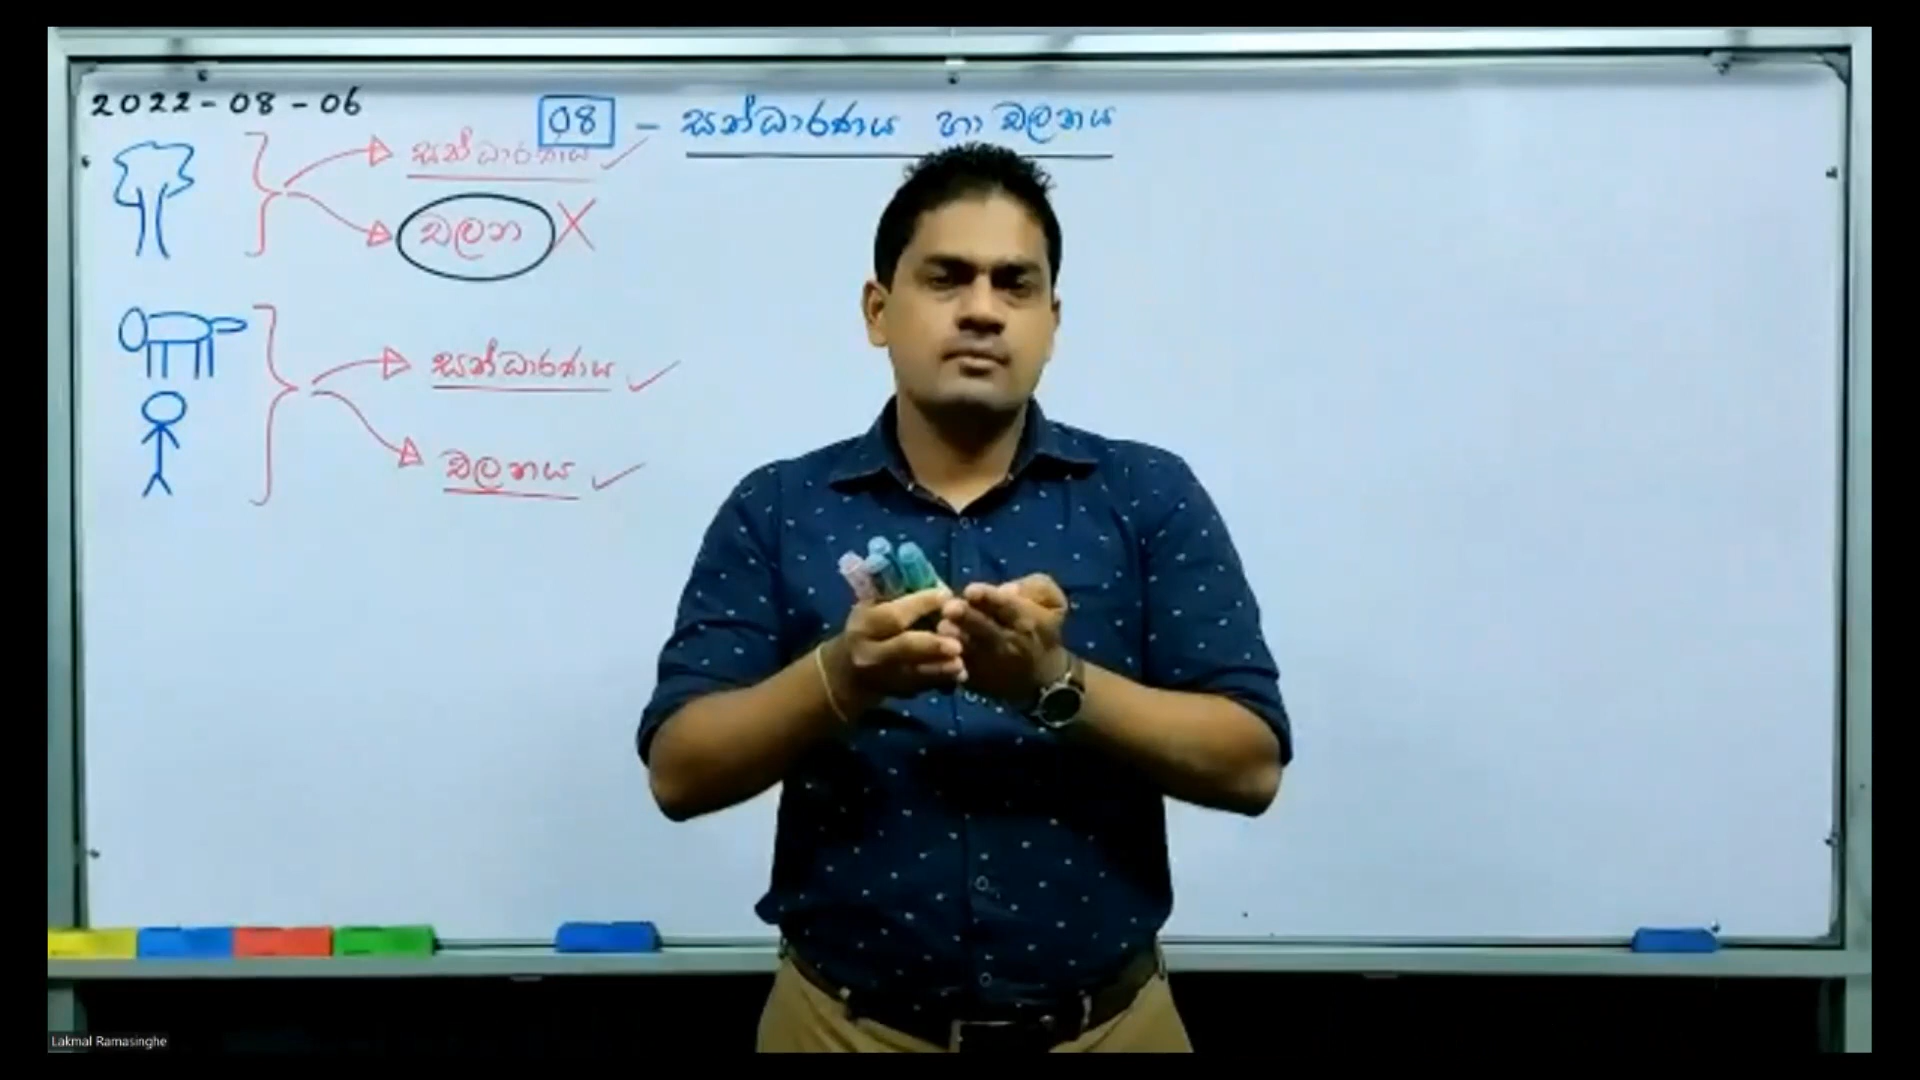 2022-08-06
08 - සන්ධාරණය හා චලනය
සන්ධාරණය ✓
චලන X
සන්ධාරණය ✓
චලනය ✓
Lakmal Ramasinghe